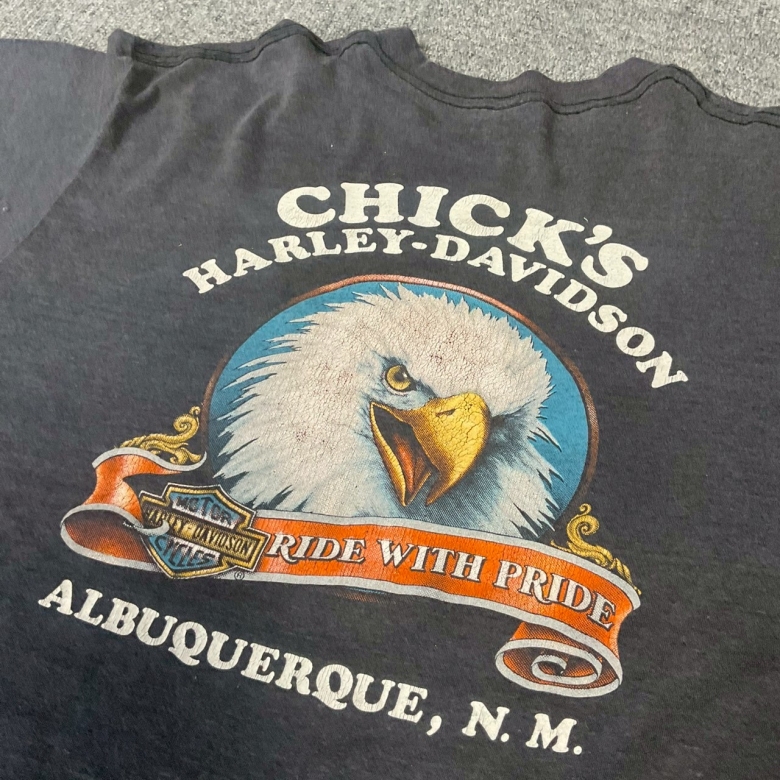 CHICK'S
HARLEY-DAVIDSON
MOTOR
HARLEY-DAVIDSON
CYCLES
®
RIDE WITH PRIDE
ALBUQUERQUE, N. M.